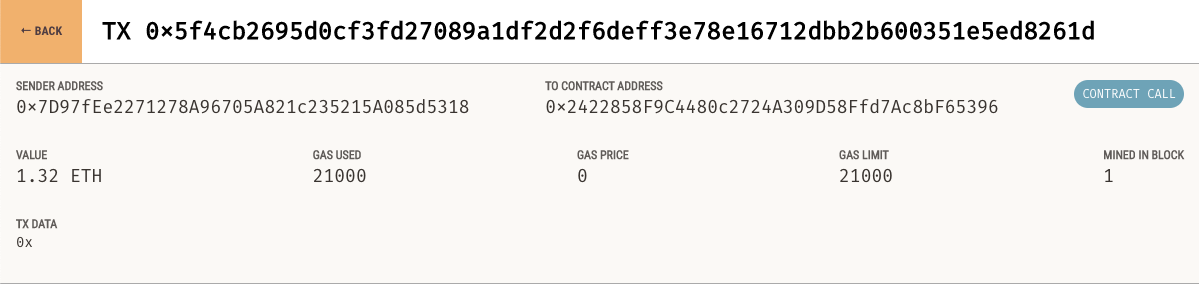 ← BACK
TX 0×5f4cb2695d0cf3fd27089a1df2d2f6deff3e78e16712dbb2b600351e5ed8261d
SENDER ADDRESS
0×7D97fEe2271278A96705A821c235215A085d5318
TO CONTRACT ADDRESS
0×2422858F9C4480c2724A309D58Ffd7Ac8bF65396
CONTRACT CALL
VALUE
1.32 ETH
GAS USED
21000
GAS PRICE
0
GAS LIMIT
21000
MINED IN BLOCK
1
TX DATA
0x